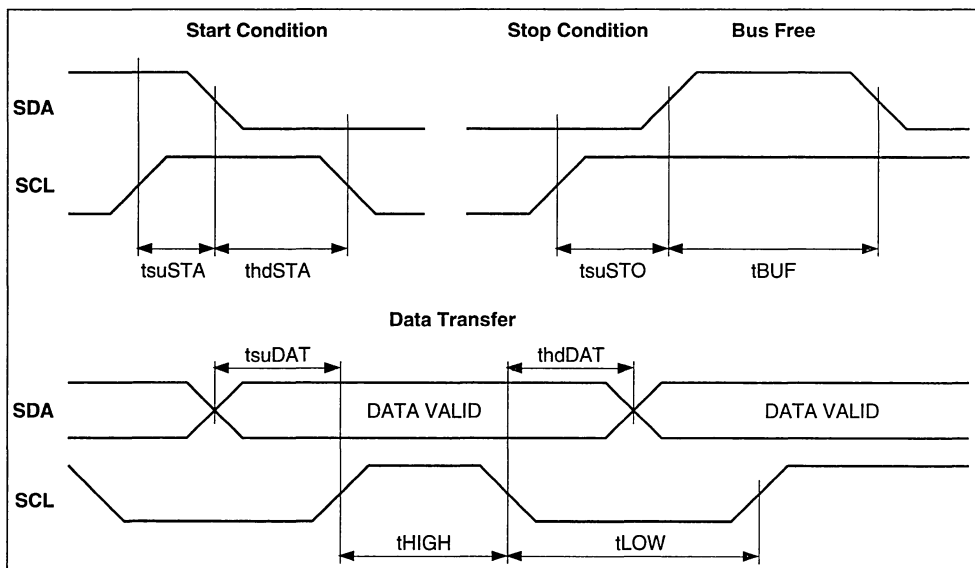 Start Condition
Stop Condition
Bus Free
SDA
SCL
tsuSTA
thdSTA
tsuSTO
tBUF
Data Transfer
tsuDAT
thdDAT
SDA
DATA VALID
DATA VALID
SCL
tHIGH
tLOW